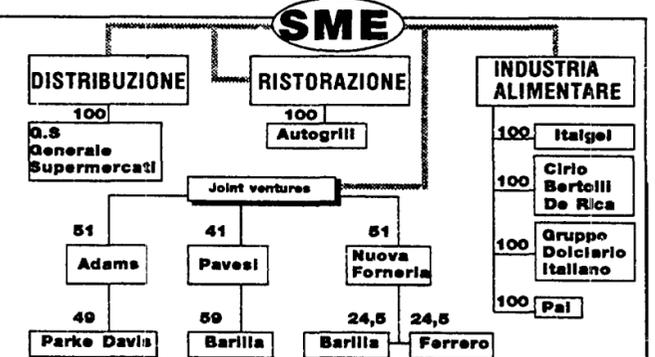 SME
DISTRIBUZIONE
RISTORAZIONE
INDUSTRIA
ALIMENTARE
100
G.S
Generale
Supermercati
100
Autogrill
100
Italgel
100
Cirio
Bertolli
De Rica
100
Gruppo
Dolciario
Italiano
100
Pai
Joint ventures
51
41
51
Adams
Pavesi
Nuova
Forneria
49
59
24,5
24,5
Parke Davis
Barilla
Barilla
Ferrero